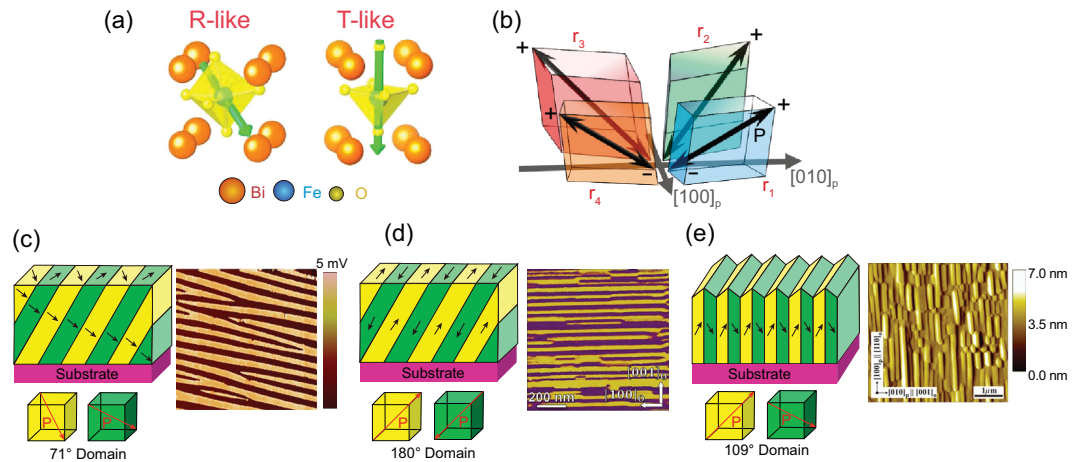 (a)
R-like
T-like
Bi
Fe
O
(b)
r3
r2
+
+
+
+
P
−
−
r4
r1
[100]p
[010]p
(c)
5 mV
Substrate
P
P
71° Domain
(d)
Substrate
200 nm
[001]o
[100]o
P
P
180° Domain
(e)
Substrate
1μm
7.0 nm
3.5 nm
0.0 nm
P
P
109° Domain